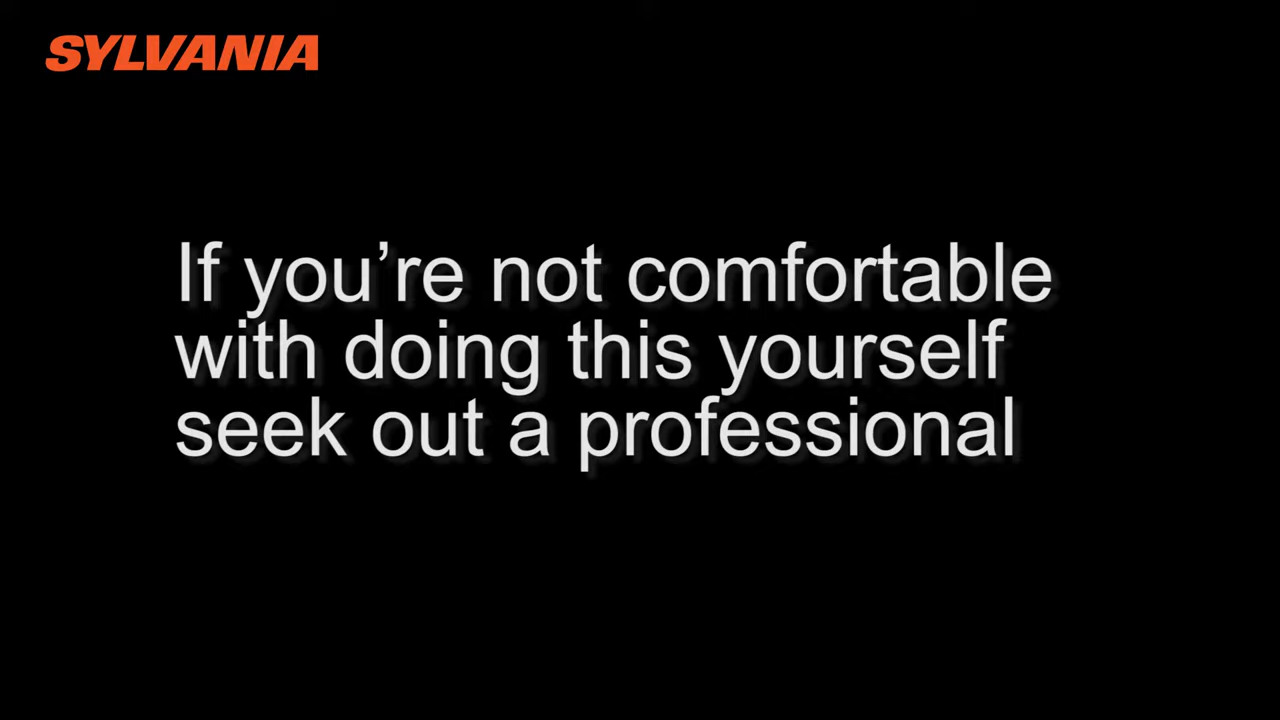 SYLVANIA
If you’re not comfortable
with doing this yourself
seek out a professional